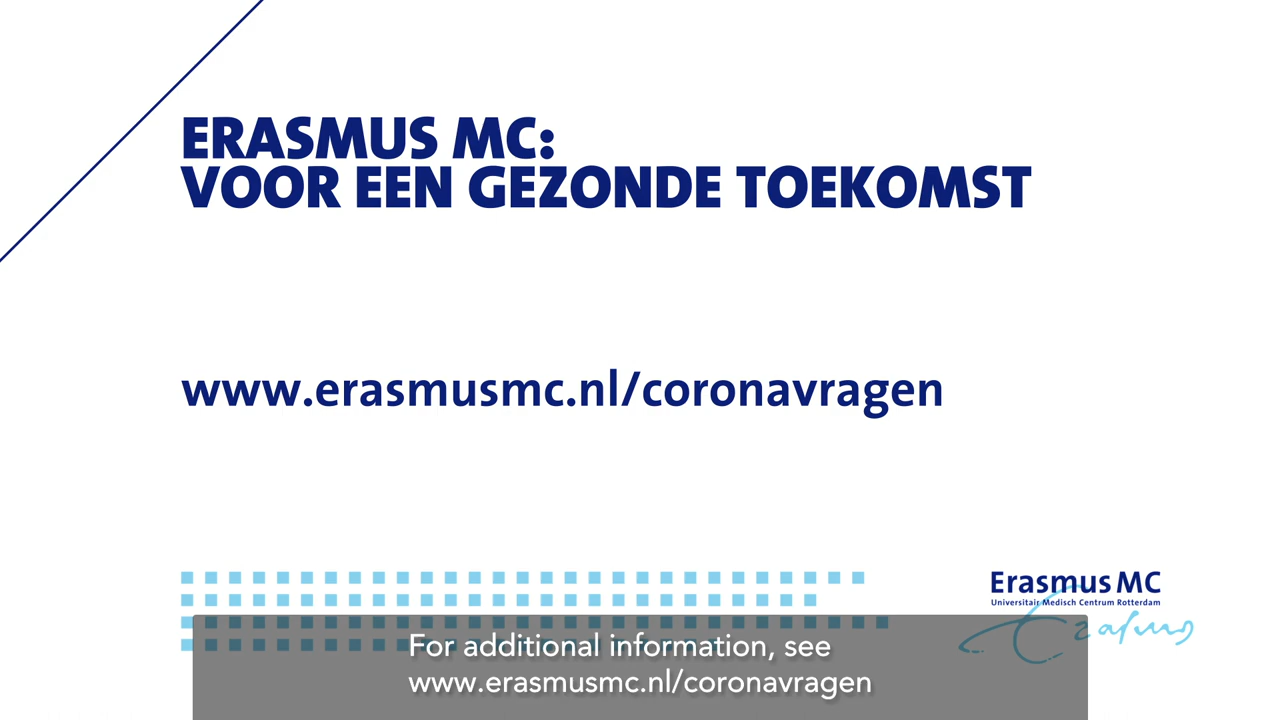 ERASMUS MC:
VOOR EEN GEZONDE TOEKOMST
www.erasmusmc.nl/coronavragen
Erasmus MC
Universitair Medisch Centrum Rotterdam
Erasmus
For additional information, see
www.erasmusmc.nl/coronavragen